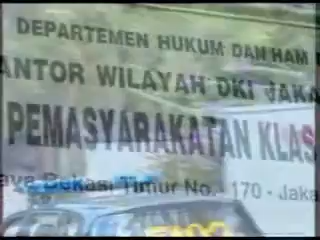 DEPARTEMEN HUKUM DAN HAM
ANTOR WILAYAH DKI JAKA
PEMASYARAKATAN KLAS
aya Bekasi Timur No. 170 - Jaka